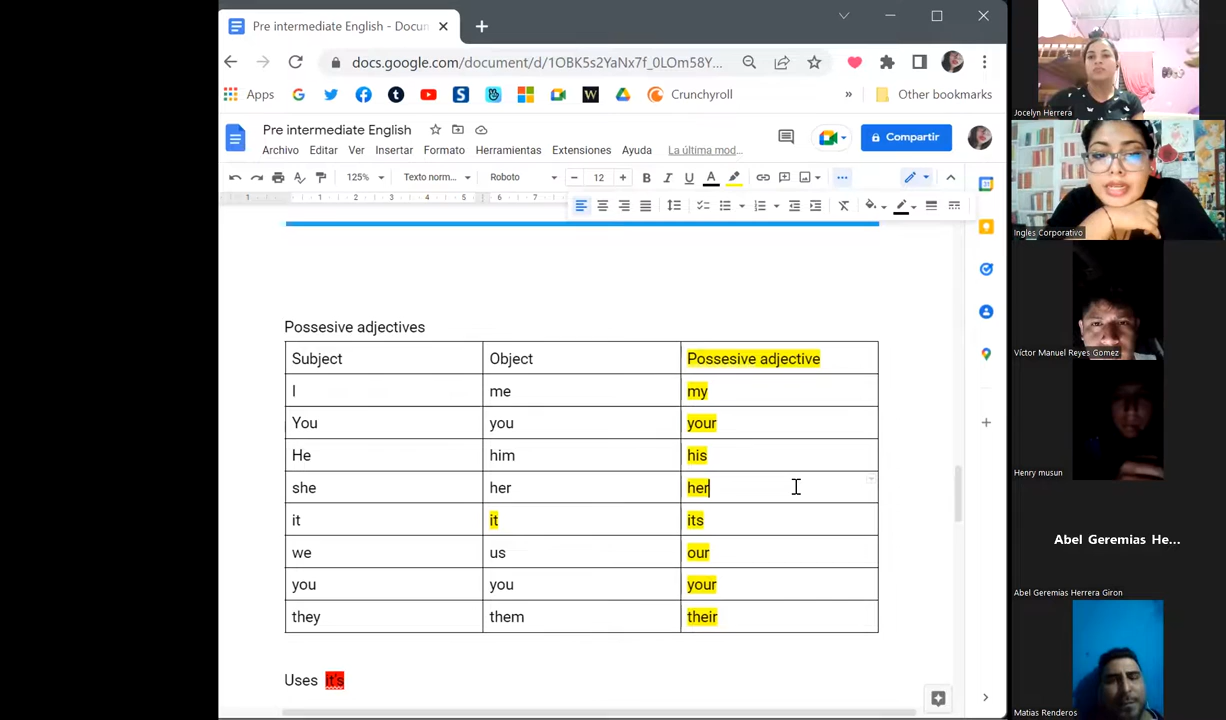 Pre intermediate English - Docun
docs.google.com/document/d/1OBK5s2YaNx7f_0LOm58Y...
Apps
Crunchyroll
»
Other bookmarks
Pre intermediate English
Archivo Editar Ver Insertar Formato Herramientas Extensiones Ayuda La última mod...
Compartir
125% Texto norm... Roboto 12
Possesive adjectives
Subject Object Possesive adjective
I me my
You you your
He him his
she her her
it it its
we us our
you you your
they them their
Uses it's
Jocelyn Herrera
Ingles Corporativo
Víctor Manuel Reyes Gomez
Henry musun
Abel Geremias He...
Abel Geremias Herrera Giron
Matias Renderos